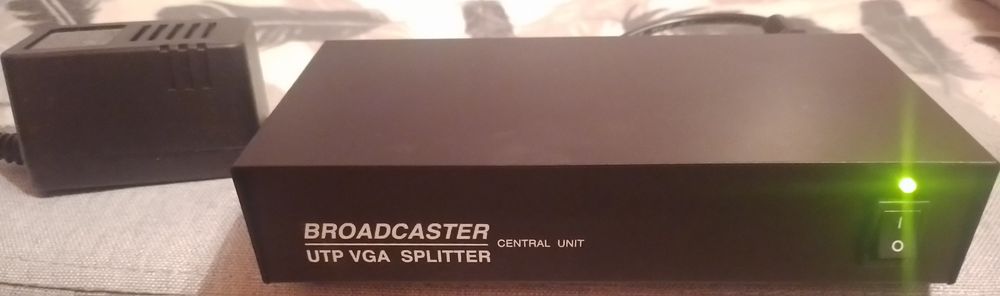 BROADCASTER
UTP VGA SPLITTER
CENTRAL UNIT
I
O